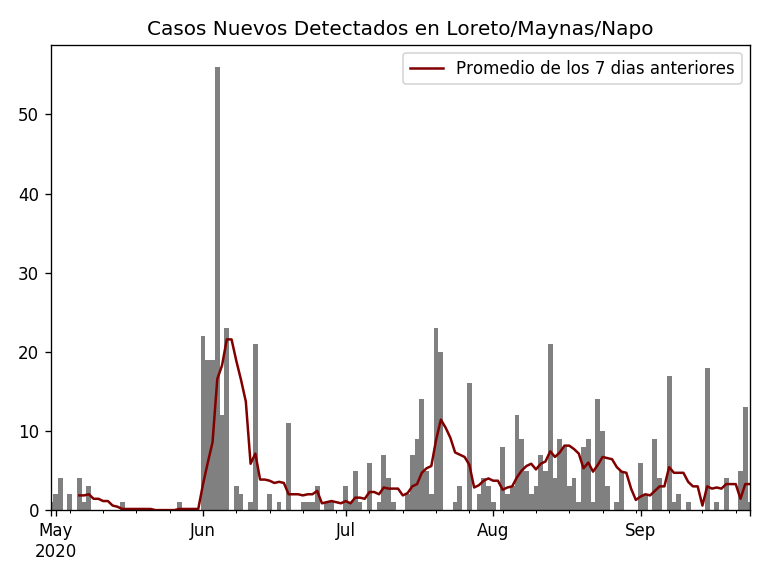 Casos Nuevos Detectados en Loreto/Maynas/Napo
Promedio de los 7 dias anteriores
50
40
30
20
10
0
May Jun Jul Aug Sep
2020